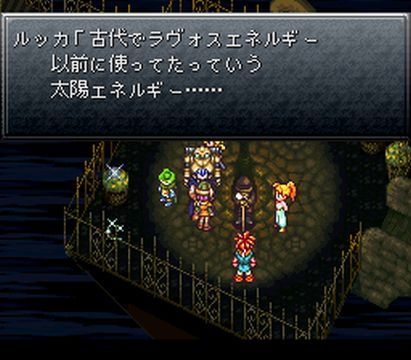 ルッカ「古代でラヴォスエネルギー
以前に使ってたっていう
太陽エネルギー……